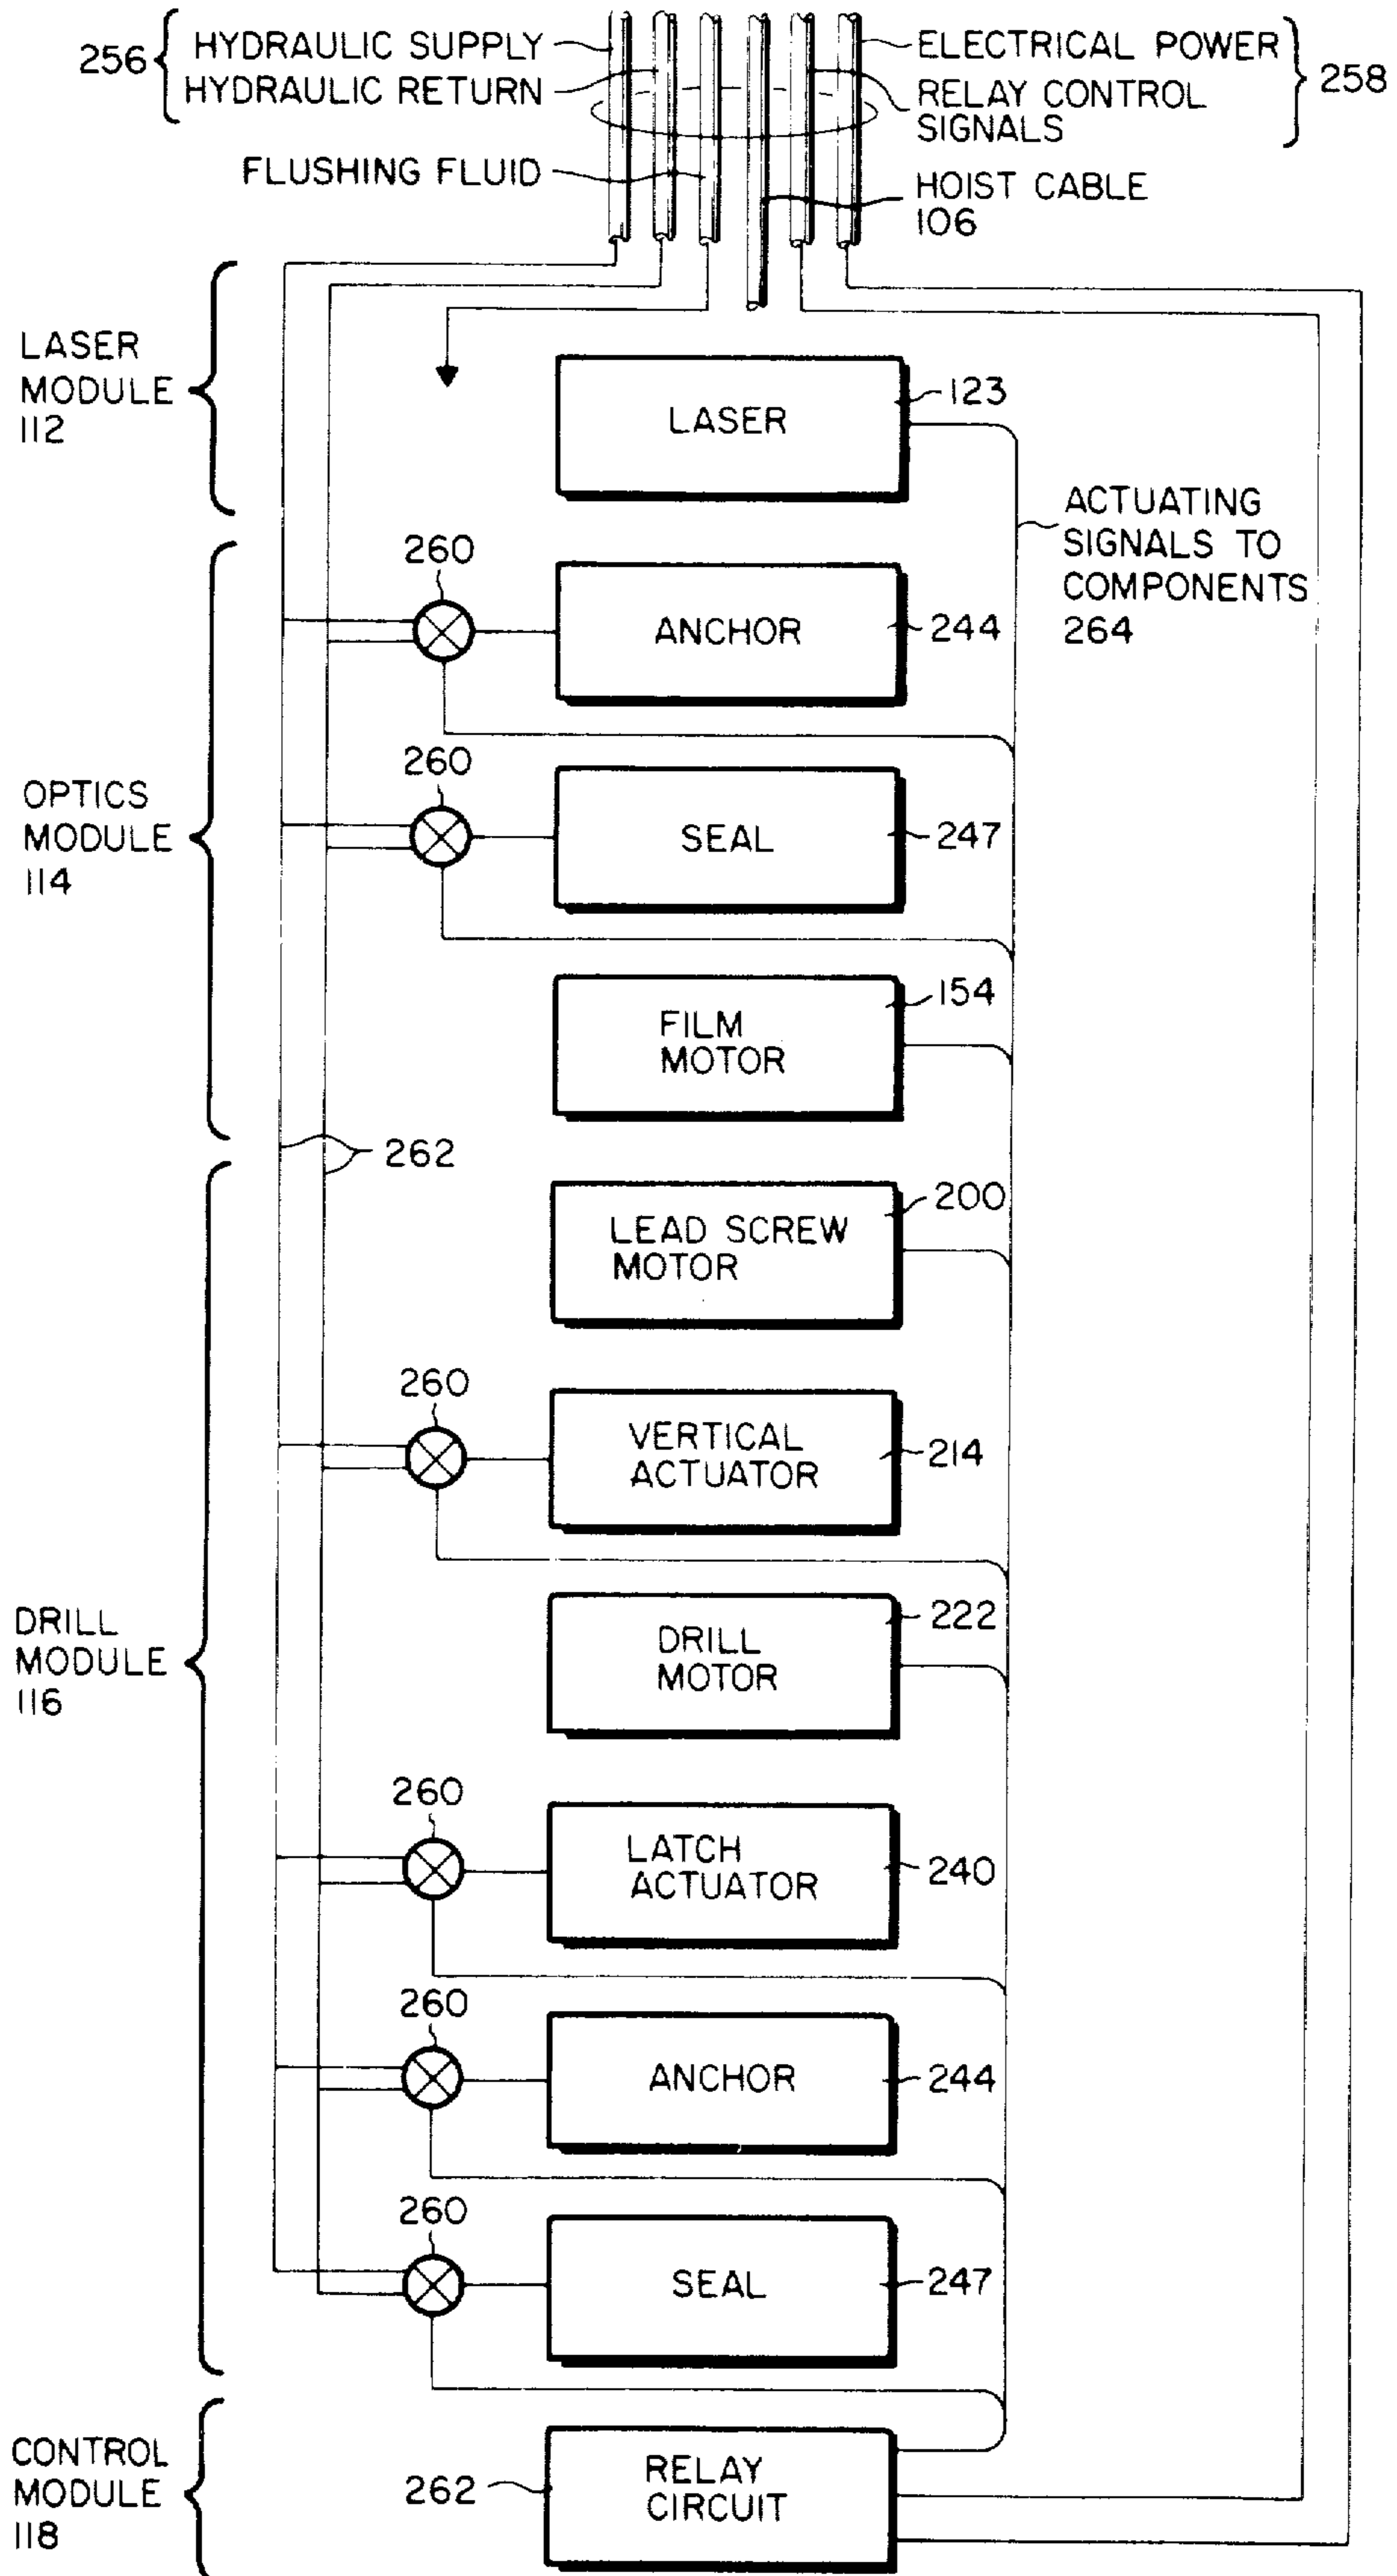 256
HYDRAULIC SUPPLY
HYDRAULIC RETURN
FLUSHING FLUID
ELECTRICAL POWER
RELAY CONTROL
SIGNALS
258
HOIST CABLE
106
LASER
MODULE
112
LASER
123
ACTUATING
SIGNALS TO
COMPONENTS
264
OPTICS
MODULE
114
260
ANCHOR
244
260
SEAL
247
FILM
MOTOR
154
262
DRILL
MODULE
116
LEAD SCREW
MOTOR
200
260
VERTICAL
ACTUATOR
214
DRILL
MOTOR
222
260
LATCH
ACTUATOR
240
260
ANCHOR
244
260
SEAL
247
CONTROL
MODULE
118
262
RELAY
CIRCUIT